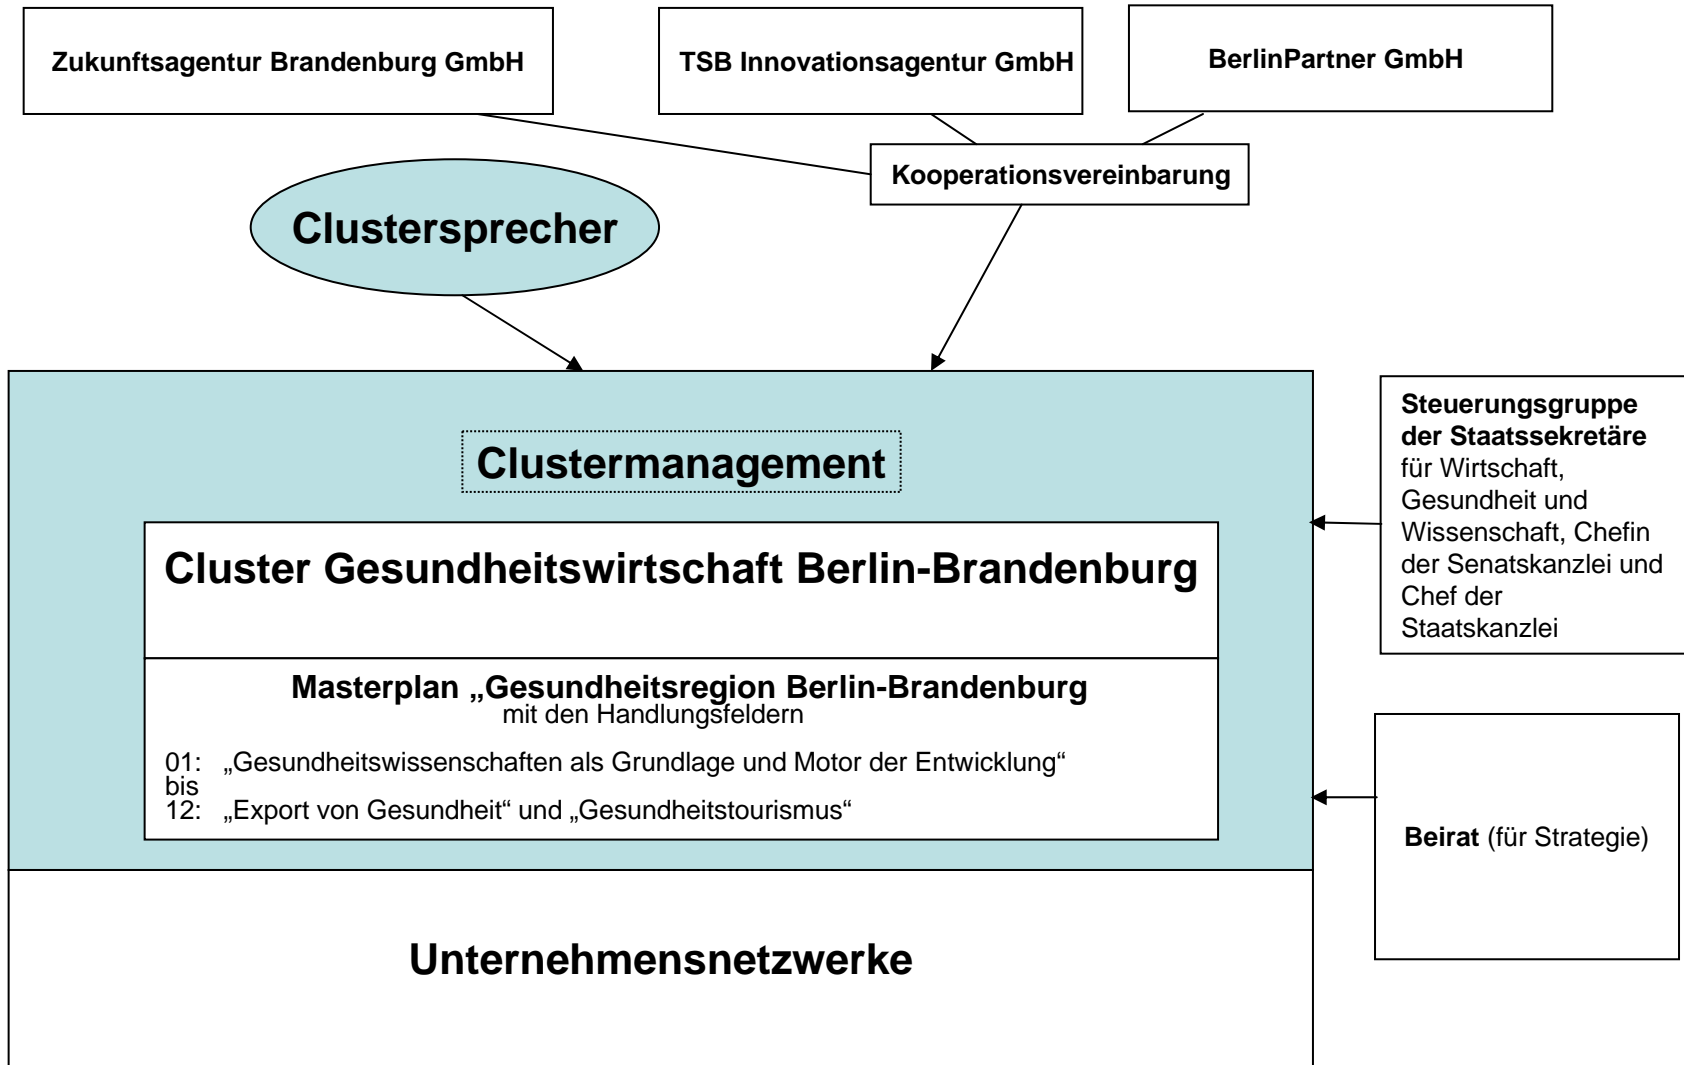 Zukunftsagentur Brandenburg GmbH
TSB Innovationsagentur GmbH
BerlinPartner GmbH
Kooperationsvereinbarung
Clustersprecher
Clustermanagement
Cluster Gesundheitswirtschaft Berlin-Brandenburg
Masterplan „Gesundheitsregion Berlin-Brandenburg
mit den Handlungsfeldern
01: „Gesundheitswissenschaften als Grundlage und Motor der Entwicklung“
bis
12: „Export von Gesundheit“ und „Gesundheitstourismus“
Unternehmensnetzwerke
Steuerungsgruppe
der Staatssekretäre
für Wirtschaft,
Gesundheit und
Wissenschaft, Chefin
der Senatskanzlei und
Chef der
Staatskanzlei
Beirat (für Strategie)